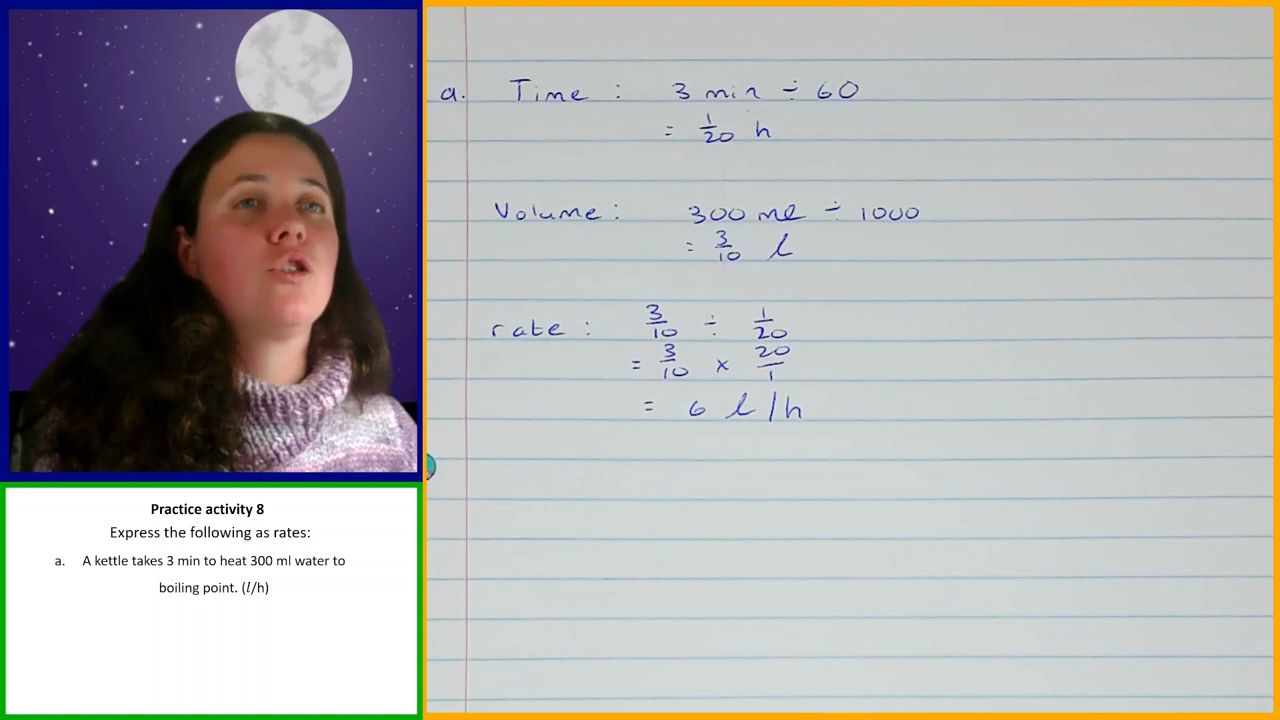 a. Time : 3 min ÷ 60
= 1/20 h
Volume : 300 ml ÷ 1000
= 3/10 l
rate : 3/10 ÷ 1/20
= 3/10 × 20/1
= 6 l/h
Practice activity 8
Express the following as rates:
a. A kettle takes 3 min to heat 300 ml water to
boiling point. (l/h)